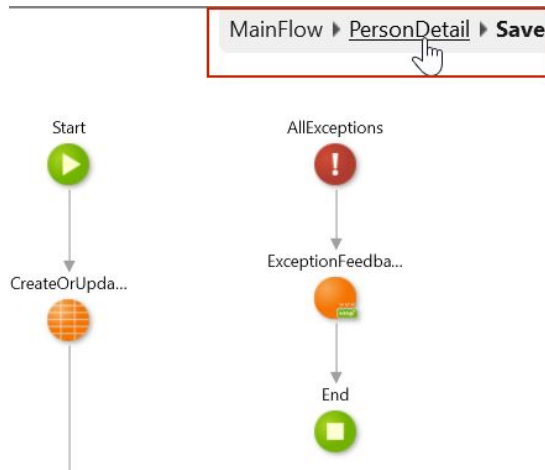 MainFlow PersonDetail Save
Start
AllExceptions
CreateOrUpda...
ExceptionFeedba...
End